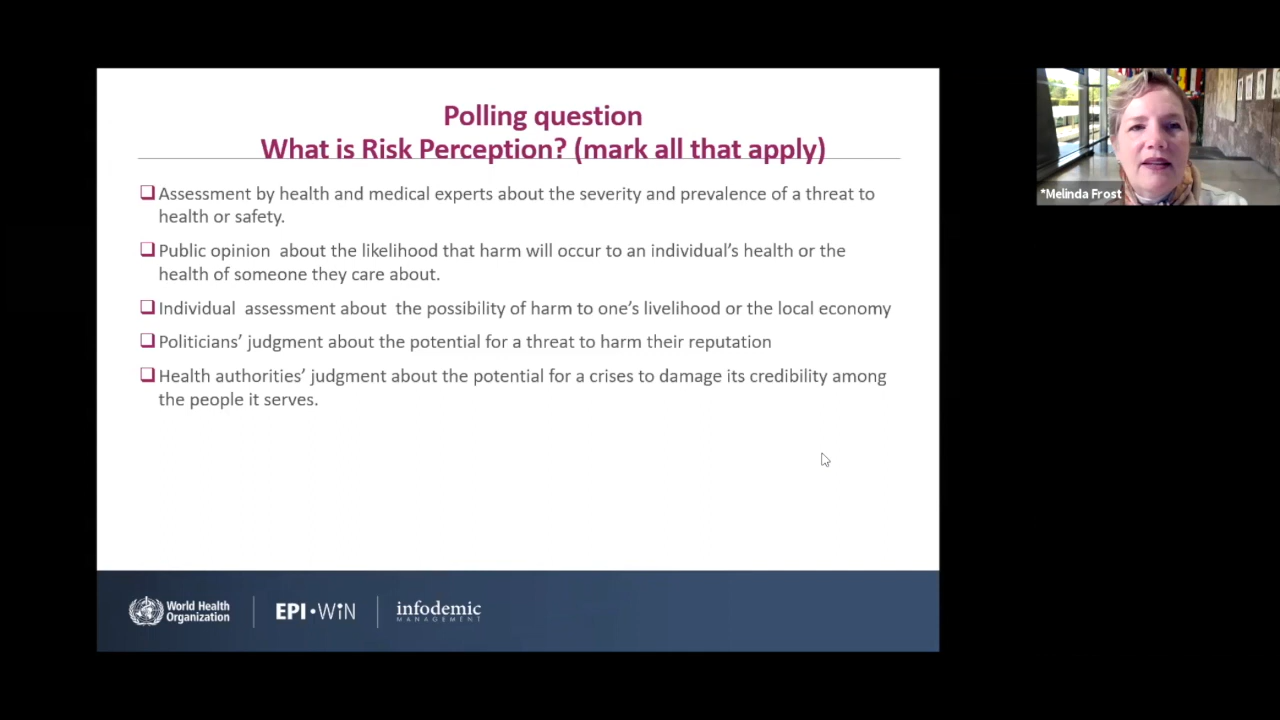 Polling question
What is Risk Perception? (mark all that apply)
❑Assessment by health and medical experts about the severity and prevalence of a threat to
health or safety.
❑Public opinion  about the likelihood that harm will occur to an individual’s health or the
health of someone they care about.
❑Individual  assessment about  the possibility of harm to one’s livelihood or the local economy
❑Politicians’ judgment about the potential for a threat to harm their reputation
❑Health authorities’ judgment about the potential for a crises to damage its credibility among
the people it serves.
*Melinda Frost
World Health
Organization
EPI•WiN
infodemic
MANAGEMENT